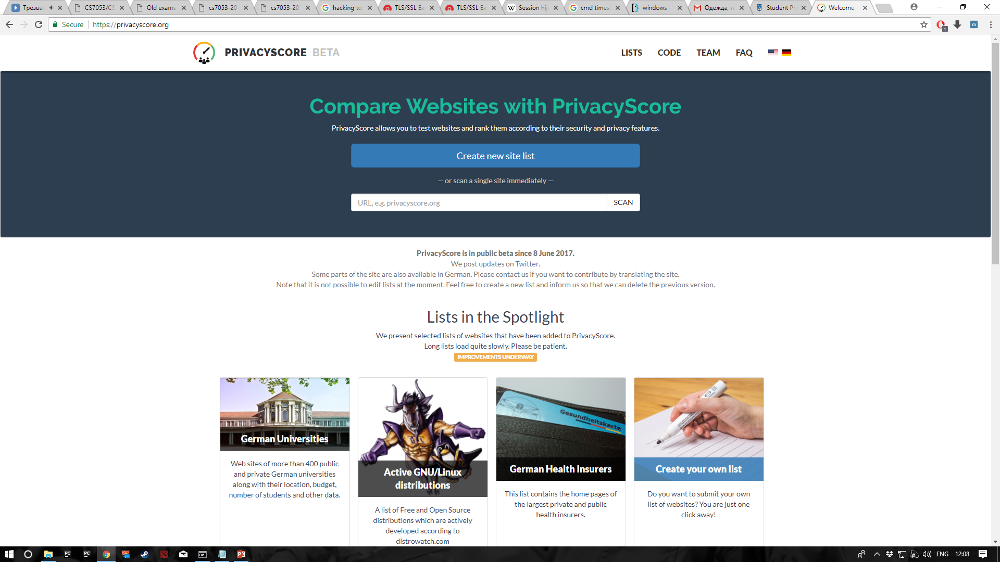 Трезвы
CS7053/CS
Old exams
cs7053-201
cs7053-201
hacking to
TLS/SSL Ex
TLS/SSL Ex
Session hij
cmd timest
windows -
Одежда, н
Student Pr
Welcome -
Secure
https://privacyscore.org
1
PRIVACYSCORE BETA
LISTS
CODE
TEAM
FAQ
Compare Websites with PrivacyScore
PrivacyScore allows you to test websites and rank them according to their security and privacy features.
Create new site list
— or scan a single site immediately —
URL, e.g. privacyscore.org
SCAN
PrivacyScore is in public beta since 8 June 2017.
We post updates on Twitter.
Some parts of the site are also available in German. Please contact us if you want to contribute by translating the site.
Note that it is not possible to edit lists at the moment. Feel free to create a new list and inform us so that we can delete the previous version.
Lists in the Spotlight
We present selected lists of websites that have been added to PrivacyScore.
Long lists load quite slowly. Please be patient.
IMPROVEMENTS UNDERWAY
German Universities
Web sites of more than 400 public
and private German universities
along with their location, budget,
number of students and other data.
Active GNU/Linux
distributions
A list of Free and Open Source
distributions which are actively
developed according to
distrowatch.com
Gesundheitskarte
German Health Insurers
This list contains the home pages of
the largest private and public
health insurers.
Create your own list
Do you want to submit your own
list of websites? You are just one
click away!
PC
PC
ENG
12:08